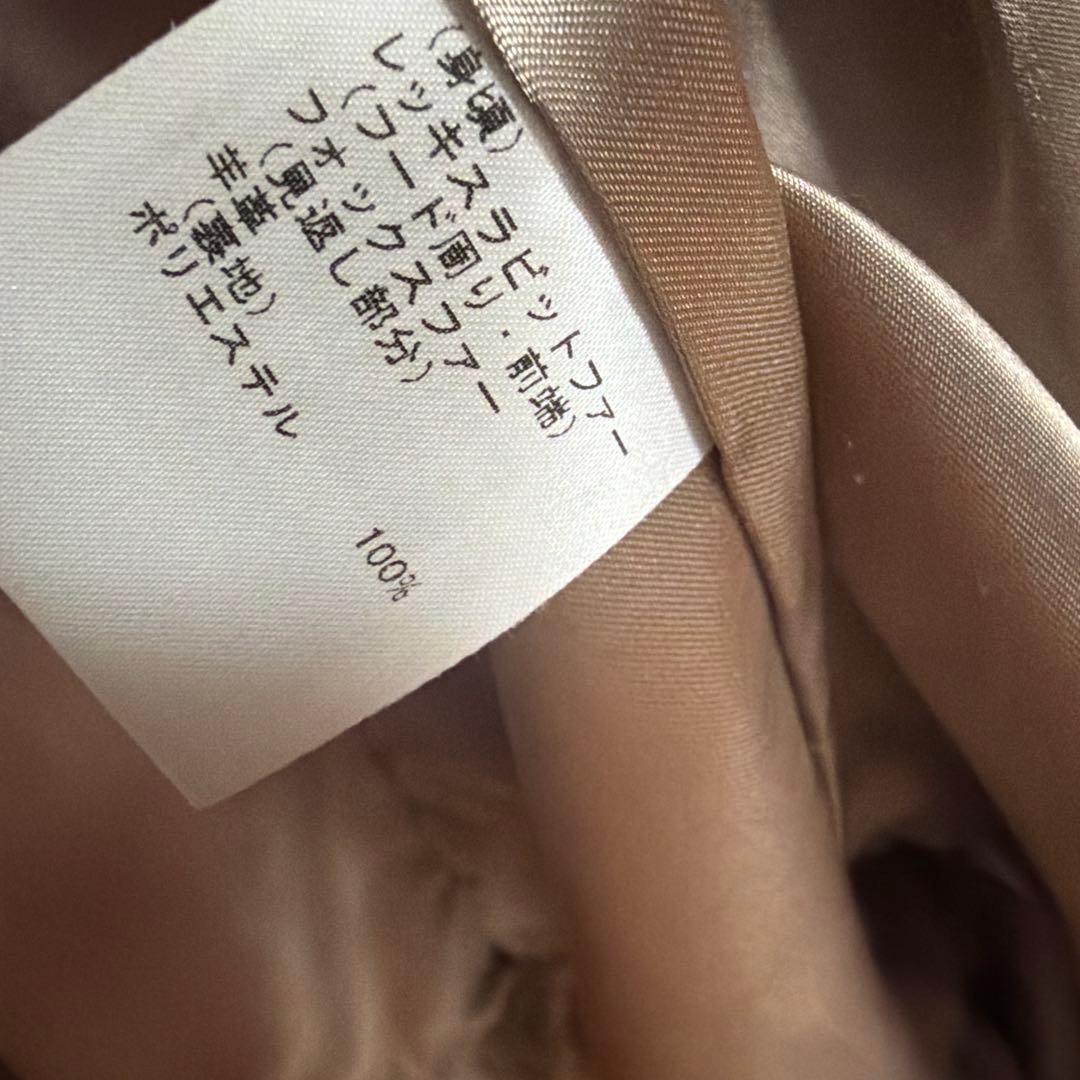 (身頃)
レッキスラビットファー
(フード周り・前端)
フォックスファー
(見返し部分)
羊革
(裏地)
ポリエステル 100%